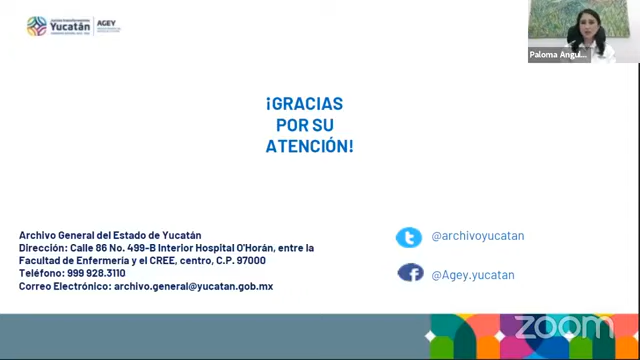 Yucatán
AGEY
Paloma Angul...
¡GRACIAS
POR SU
ATENCIÓN!
Archivo General del Estado de Yucatán
Dirección: Calle 86 No. 499-B Interior Hospital O'Horán, entre la
Facultad de Enfermería y el CREE, centro, C.P. 97000
Teléfono: 999 928.3110
Correo Electrónico: archivo.general@yucatan.gob.mx
@archivoyucatan
@Agey.yucatan
zoom